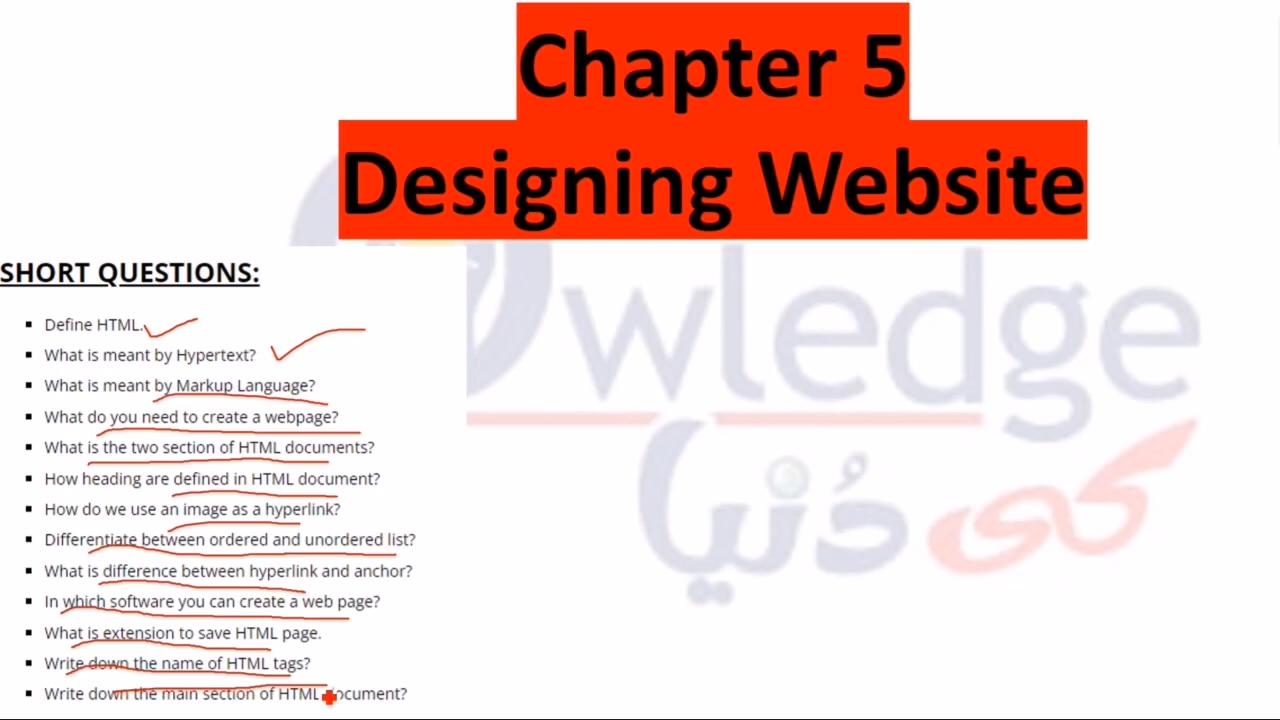 Chapter 5
Designing Website
SHORT QUESTIONS:
▪ Define HTML.
▪ What is meant by Hypertext?
▪ What is meant by Markup Language?
▪ What do you need to create a webpage?
▪ What is the two section of HTML documents?
▪ How heading are defined in HTML document?
▪ How do we use an image as a hyperlink?
▪ Differentiate between ordered and unordered list?
▪ What is difference between hyperlink and anchor?
▪ In which software you can create a web page?
▪ What is extension to save HTML page.
▪ Write down the name of HTML tags?
▪ Write down the main section of HTML document?
wledge
کی دُنیا